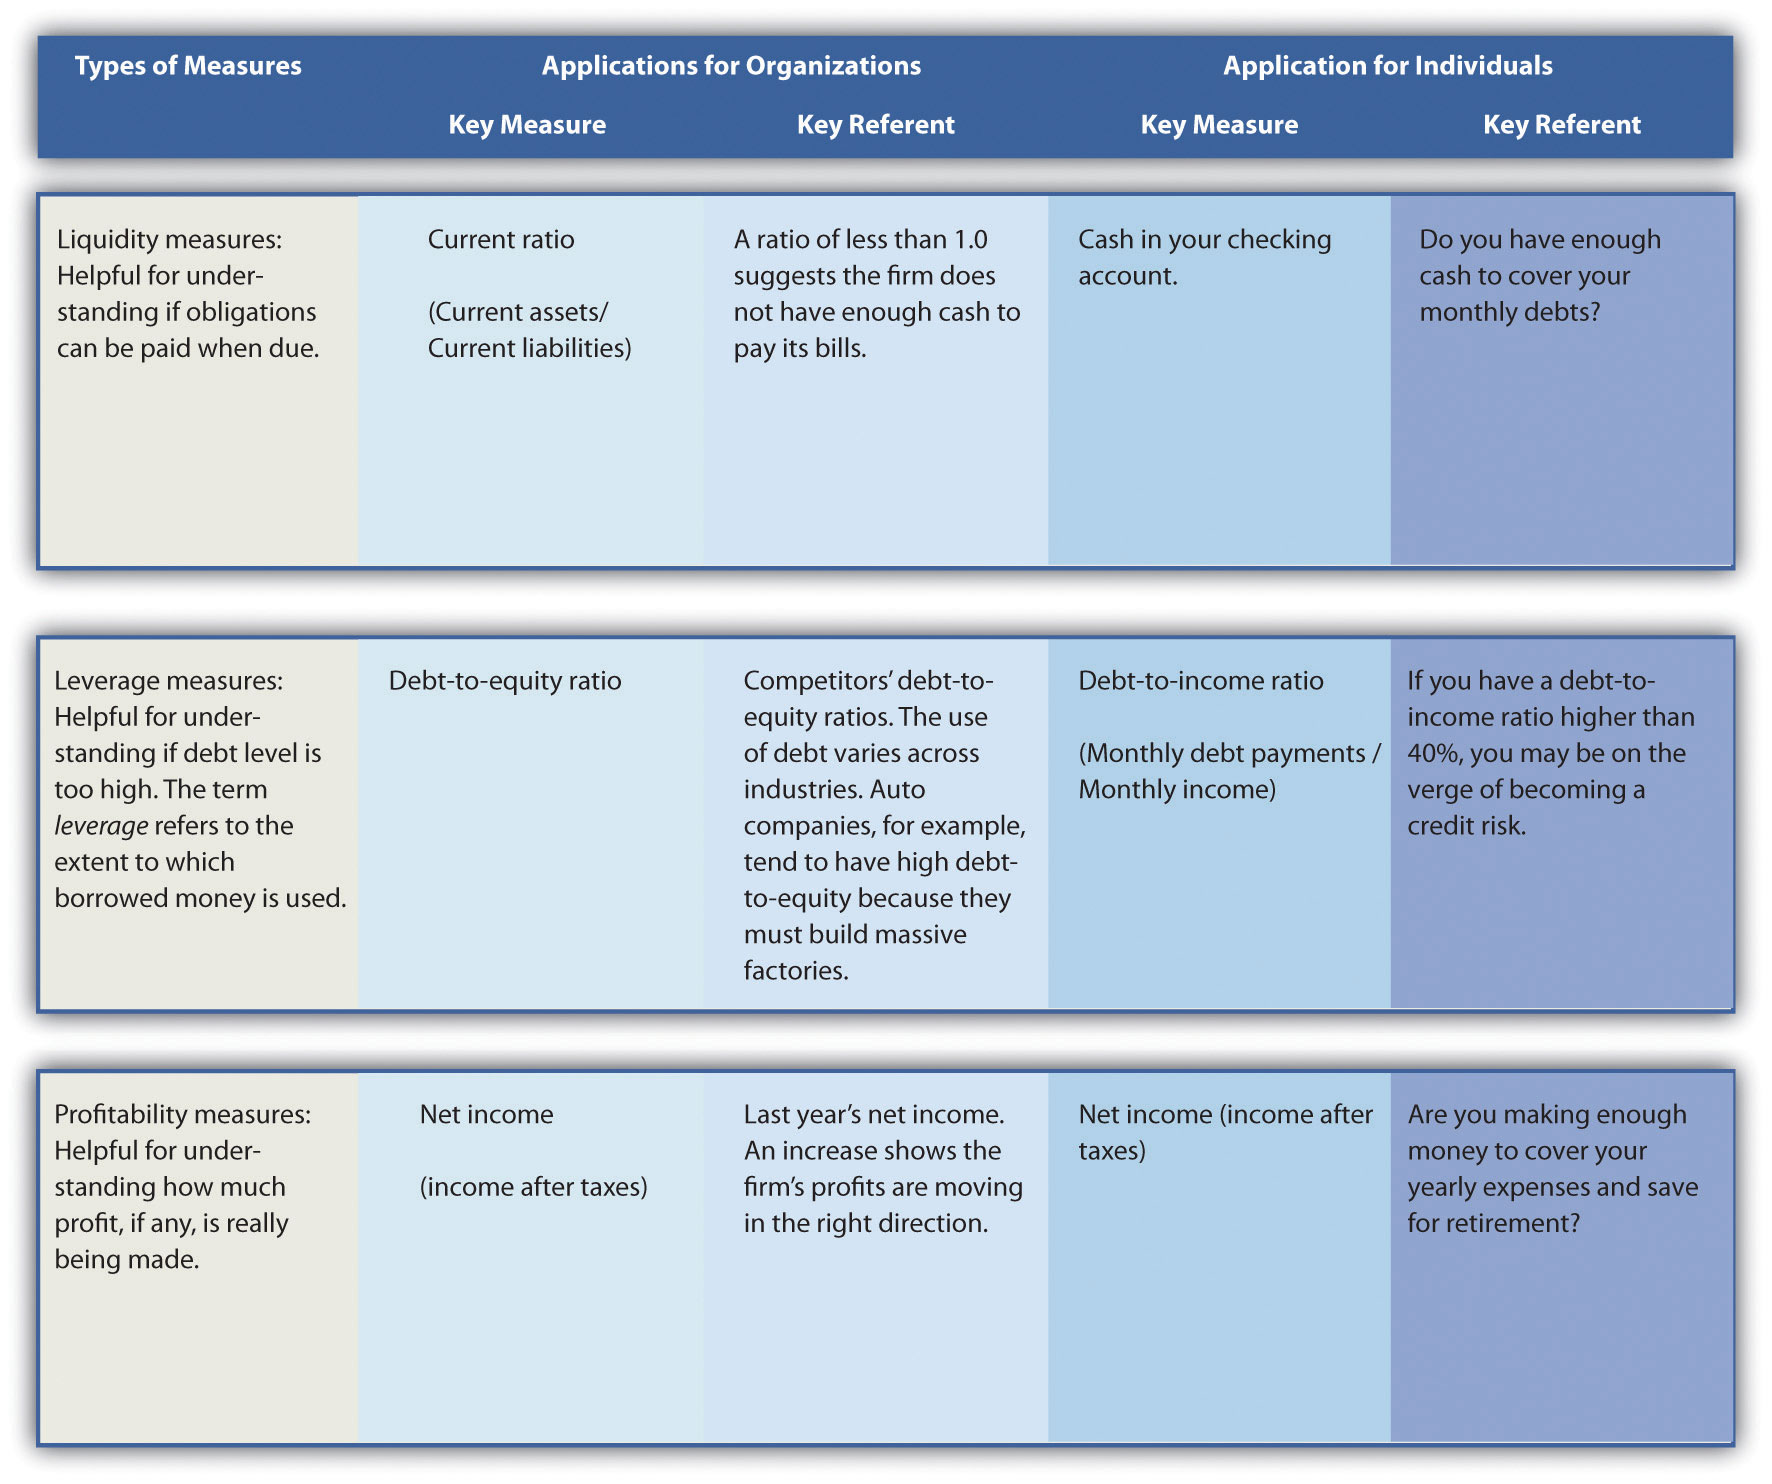 Types of Measures
Applications for Organizations
Application for Individuals
Key Measure
Key Referent
Key Measure
Key Referent
Liquidity measures:
Helpful for under-
standing if obligations
can be paid when due.
Current ratio
(Current assets/
Current liabilities)
A ratio of less than 1.0
suggests the firm does
not have enough cash to
pay its bills.
Cash in your checking
account.
Do you have enough
cash to cover your
monthly debts?
Leverage measures:
Helpful for under-
standing if debt level is
too high. The term
leverage refers to the
extent to which
borrowed money is used.
Debt-to-equity ratio
Competitors’ debt-to-
equity ratios. The use
of debt varies across
industries. Auto
companies, for example,
tend to have high debt-
to-equity because they
must build massive
factories.
Debt-to-income ratio
(Monthly debt payments /
Monthly income)
If you have a debt-to-
income ratio higher than
40%, you may be on the
verge of becoming a
credit risk.
Profitability measures:
Helpful for under-
standing how much
profit, if any, is really
being made.
Net income
(income after taxes)
Last year’s net income.
An increase shows the
firm’s profits are moving
in the right direction.
Net income (income after
taxes)
Are you making enough
money to cover your
yearly expenses and save
for retirement?